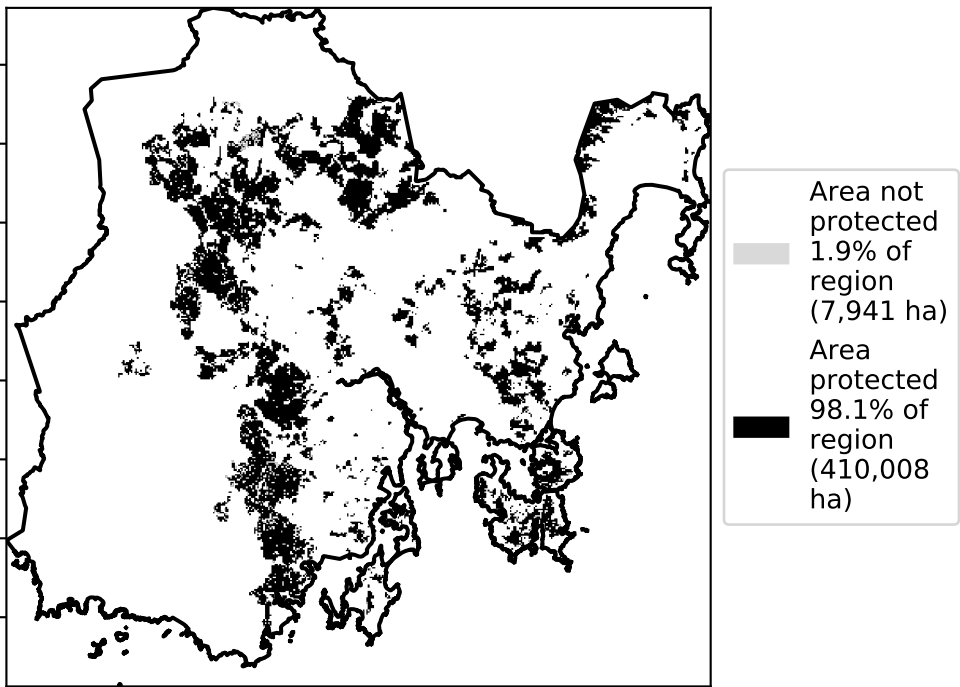 Area not
protected
1.9% of
region
(7,941 ha)
Area
protected
98.1% of
region
(410,008
ha)